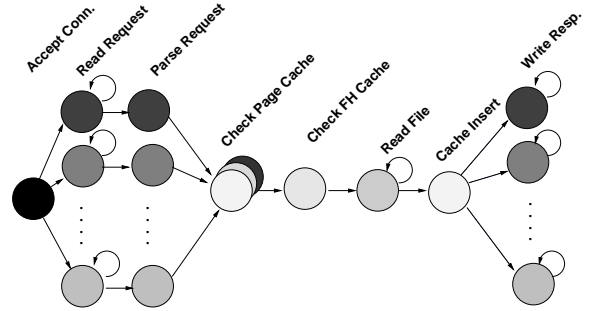 Accept Conn.
Read Request
Parse Request
Check Page Cache
Check FH Cache
Read File
Cache Insert
Write Resp.